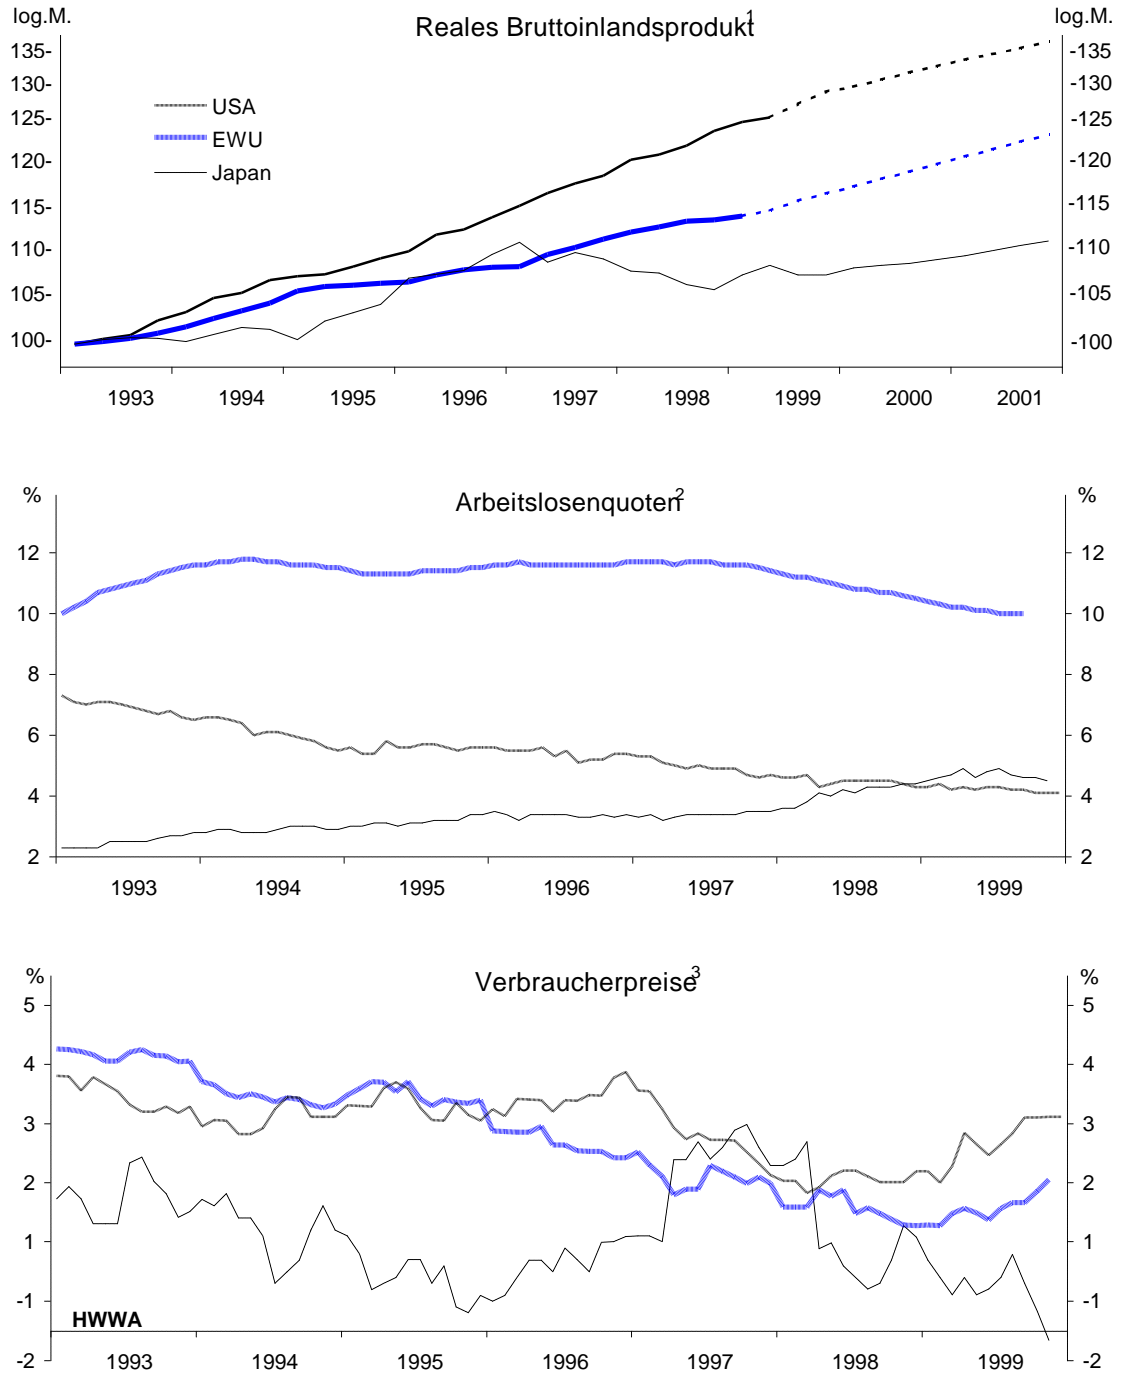 log.M. Reales Bruttoinlandsprodukt1 log.M.
135- -135
130- -130
USA
125- -125
EWU
120- -120
Japan
115- -115
110- -110
105- -105
100- -100
1993 1994 1995 1996 1997 1998 1999 2000 2001
% Arbeitslosenquoten2 %
12 12
10 10
8 8
6 6
4 4
2 2
1993 1994 1995 1996 1997 1998 1999
% Verbraucherpreise3 %
5 5
4 4
3 3
2 2
1 1
-1 -1
HWWA
-2 -2
1993 1994 1995 1996 1997 1998 1999